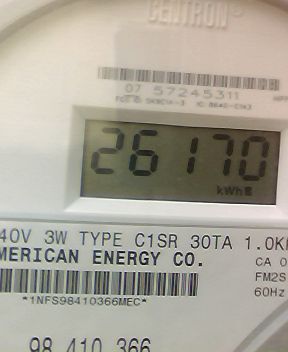 CENTRON®
07 57245311
26170
kWh
40V 3W TYPE C1SR 30TA 1.0K
MERICAN ENERGY CO.
CA 0
FM2S
60Hz
*1NFS98410366MEC*
98 410 366